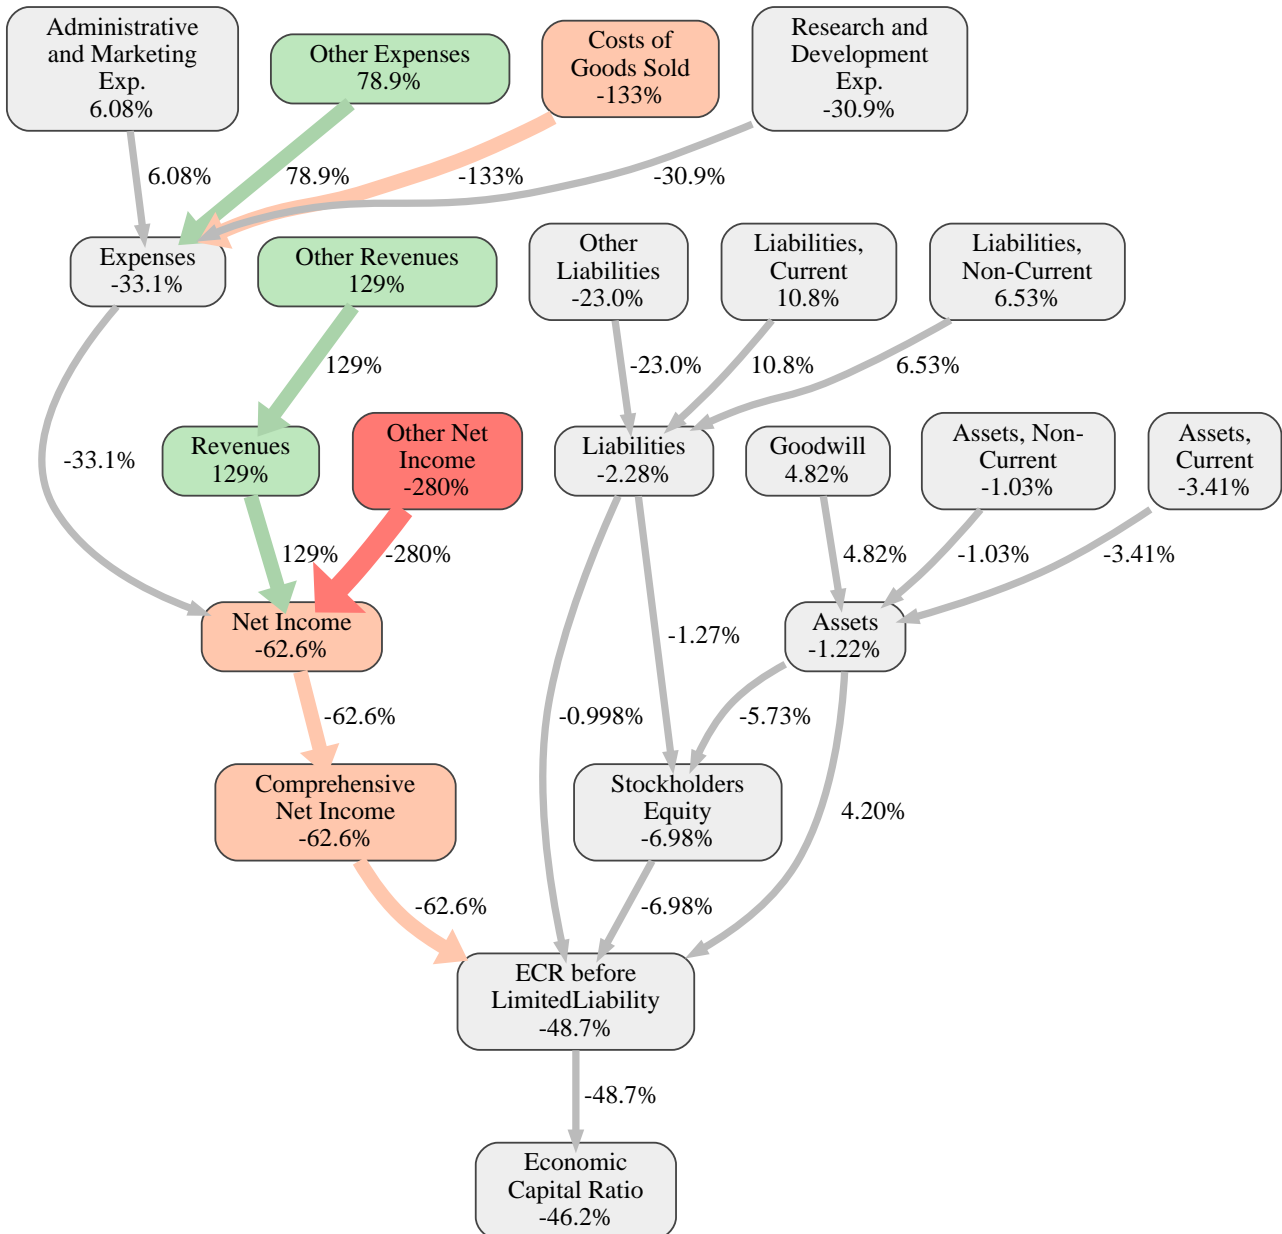 Administrative
and Marketing
Exp.
6.08%
Other Expenses
78.9%
Costs of
Goods Sold
-133%
Research and
Development
Exp.
-30.9%
6.08%
78.9%
-133%
-30.9%
Expenses
-33.1%
Other Revenues
129%
Other
Liabilities
-23.0%
Liabilities,
Current
10.8%
Liabilities,
Non-Current
6.53%
129%
-23.0%
10.8%
6.53%
-33.1%
Revenues
129%
Other Net
Income
-280%
Liabilities
-2.28%
Goodwill
4.82%
Assets, Non-
Current
-1.03%
Assets,
Current
-3.41%
129%
-280%
4.82%
-1.03%
-3.41%
Net Income
-62.6%
-1.27%
Assets
-1.22%
-62.6%
-0.998%
-5.73%
Comprehensive
Net Income
-62.6%
Stockholders
Equity
-6.98%
4.20%
-62.6%
-6.98%
ECR before
LimitedLiability
-48.7%
-48.7%
Economic
Capital Ratio
-46.2%